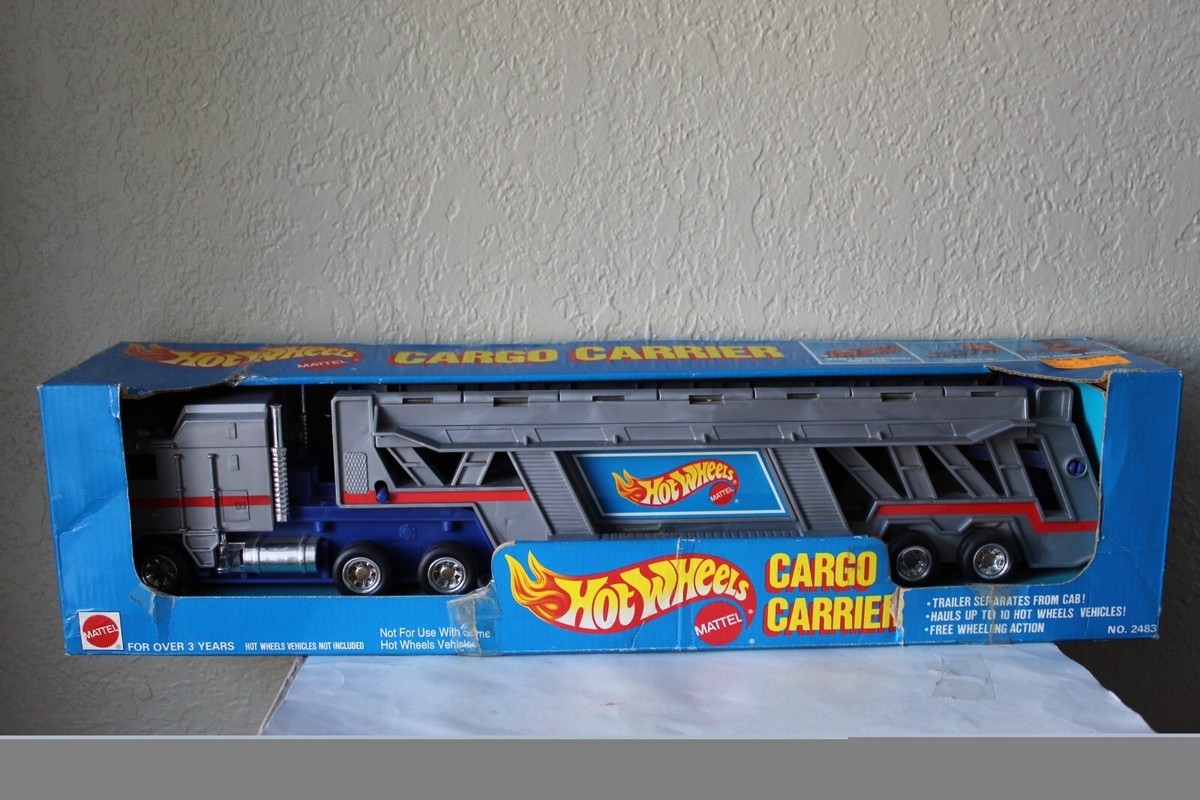 HOT WHEELS
MATTEL
CARGO CARRIER
HOT WHEELS
MATTEL
HOT WHEELS
MATTEL
CARGO
CARRIER
•TRAILER SEPARATES FROM CAB!
•HAULS UP TO 10 HOT WHEELS VEHICLES!
•FREE WHEELING ACTION
NO. 2483
MATTEL
FOR OVER 3 YEARS HOT WHEELS VEHICLES NOT INCLUDED
Not For Use With Some
Hot Wheels Vehicles